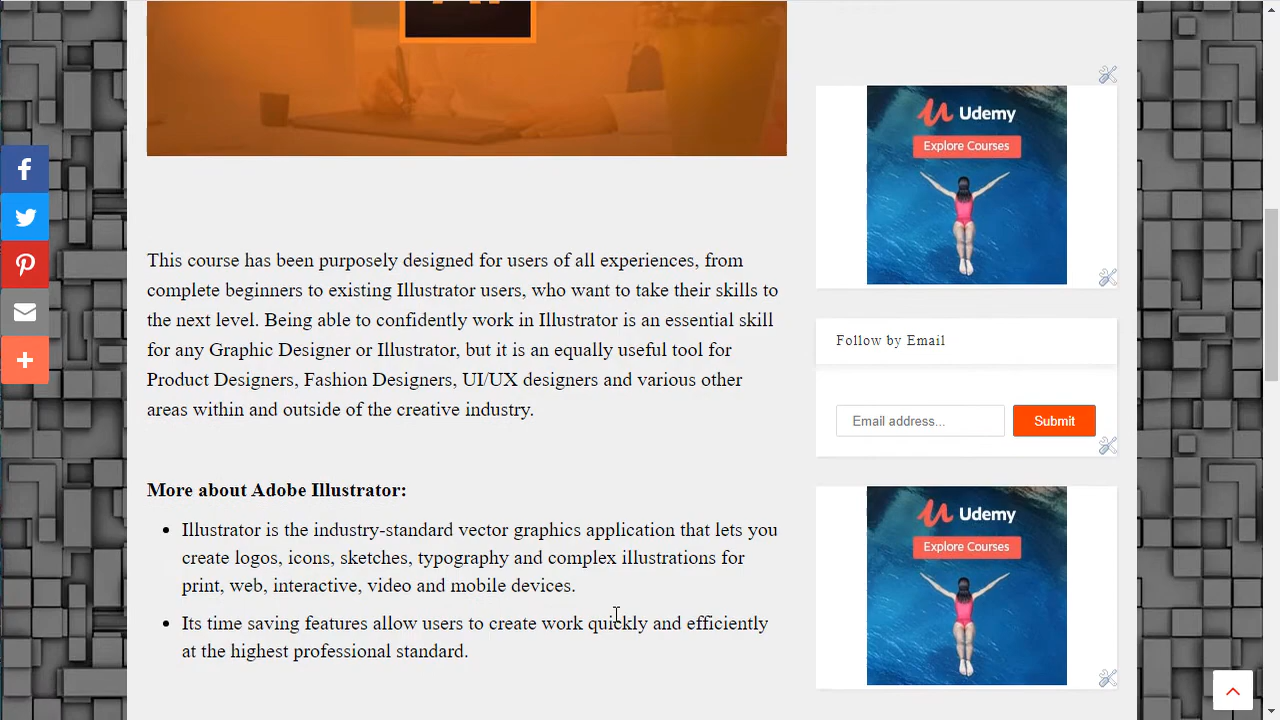 This course has been purposely designed for users of all experiences, from
complete beginners to existing Illustrator users, who want to take their skills to
the next level. Being able to confidently work in Illustrator is an essential skill
for any Graphic Designer or Illustrator, but it is an equally useful tool for
Product Designers, Fashion Designers, UI/UX designers and various other
areas within and outside of the creative industry.
More about Adobe Illustrator:
Illustrator is the industry-standard vector graphics application that lets you
create logos, icons, sketches, typography and complex illustrations for
print, web, interactive, video and mobile devices.
Its time saving features allow users to create work quickly and efficiently
at the highest professional standard.
Udemy
Explore Courses
Follow by Email
Email address...
Submit
Udemy
Explore Courses